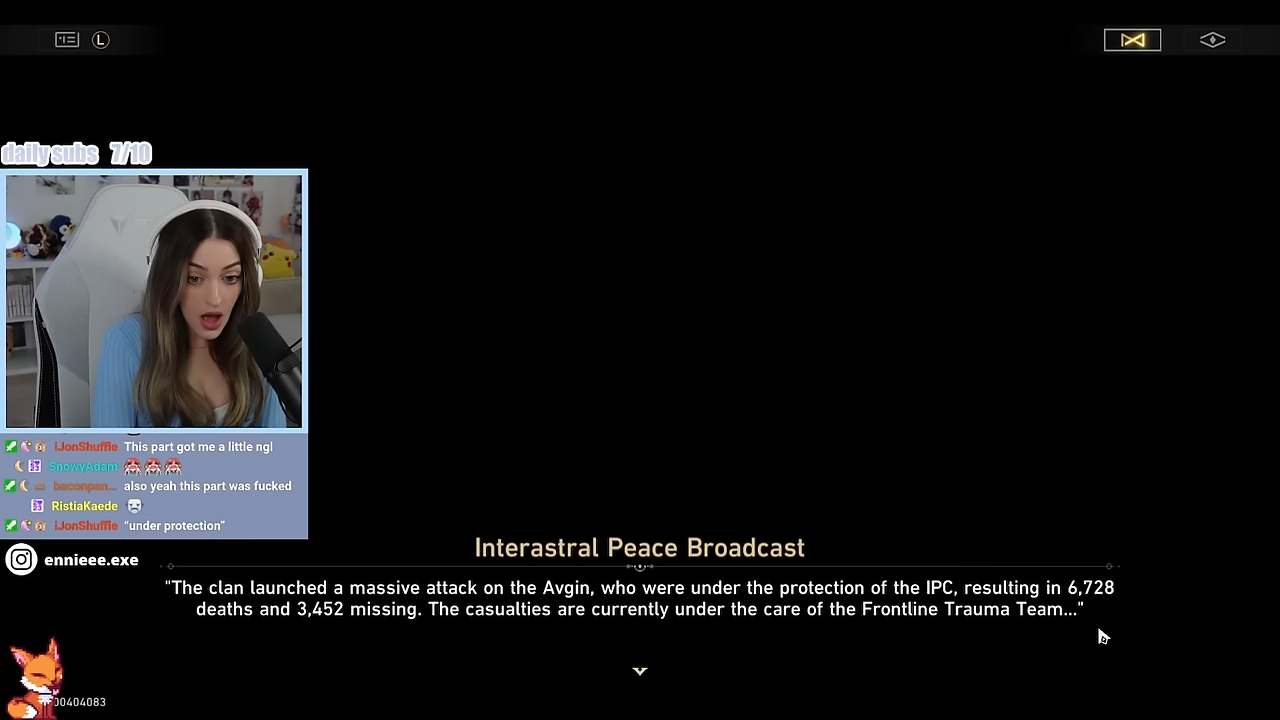 L
daily subs 7/10
iJonShuffle This part got me a little ngl
SnowyAdam
baconpan... also yeah this part was fucked
RistiaKaede
iJonShuffle “under protection”
ennieee.exe
Interastral Peace Broadcast
"The clan launched a massive attack on the Avgin, who were under the protection of the IPC, resulting in 6,728
deaths and 3,452 missing. The casualties are currently under the care of the Frontline Trauma Team..."
00404083